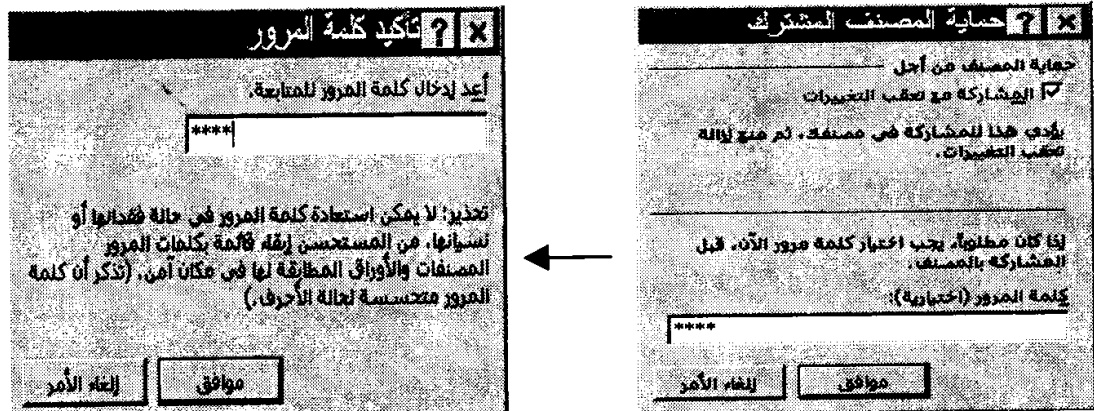 حماية المصنف المشترك
حماية المصنف من أجل
المشاركة مع تعقب التغييرات
يؤدي هذا للمشاركة في مصنفك، ثم منع إزالة
تعقب التغييرات.
إذا كان مطلوباً، يجب اختيار كلمة مرور الآن، قبل
المشاركة بالمصنف.
كلمة المرور (اختيارية):
****
موافق
إلغاء الأمر
تأكيد كلمة المرور
أعد إدخال كلمة المرور للمتابعة.
****
تحذير: لا يمكن استعادة كلمة المرور في حالة فقدانها أو
نسيانها. من المستحسن إبقاء قائمة بكلمات المرور
المصنفات والأوراق المطابقة لها في مكان آمن. (تذكر أن كلمة
المرور متحسسة لحالة الأحرف.)
موافق
إلغاء الأمر